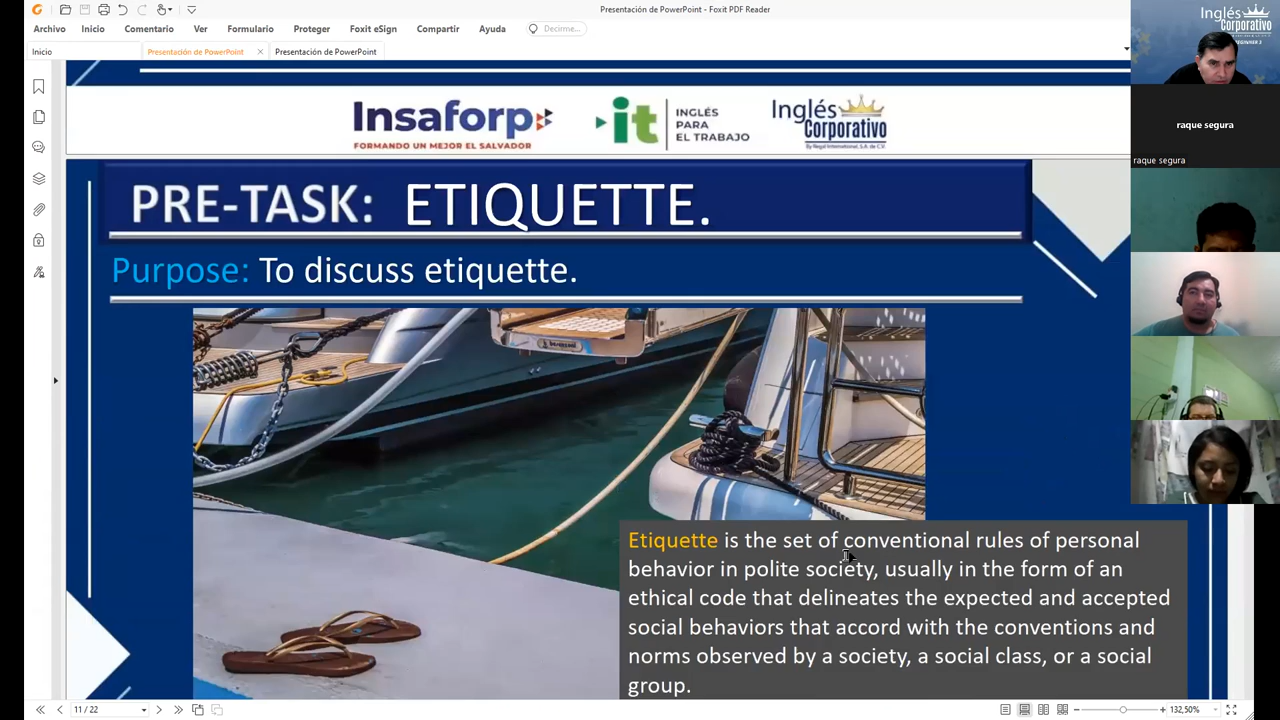 Presentación de PowerPoint - Foxit PDF Reader
Archivo Inicio Comentario Ver Formulario Proteger Foxit eSign Compartir Ayuda Decirme...
Inicio Presentación de PowerPoint Presentación de PowerPoint
Insaforp
FORMANDO UN MEJOR EL SALVADOR
it
INGLÉS
PARA
EL TRABAJO
Inglés
Corporativo
By Regal International, S.A. de C.V.
PRE-TASK: ETIQUETTE.
Purpose: To discuss etiquette.
Etiquette is the set of conventional rules of personal
behavior in polite society, usually in the form of an
ethical code that delineates the expected and accepted
social behaviors that accord with the conventions and
norms observed by a society, a social class, or a social
group.
Inglés
Corporativo
BEGINNER 2
raque segura
raque segura
11 / 22
132,50%